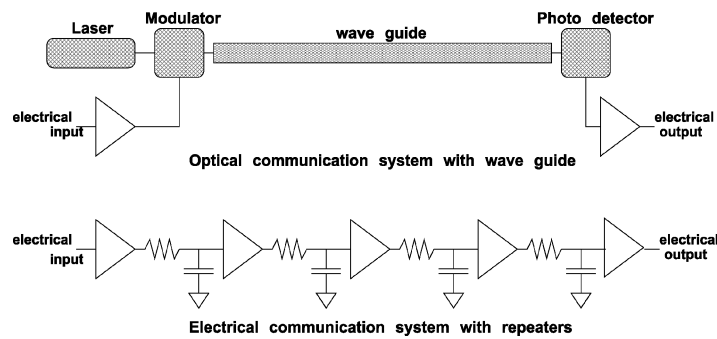 Laser
Modulator
wave guide
Photo detector
electrical
input
electrical
output
Optical communication system with wave guide
electrical
input
electrical
output
Electrical communication system with repeaters